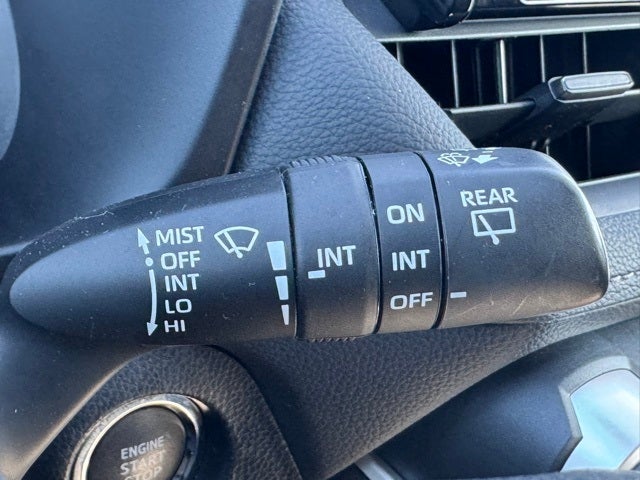 MIST
OFF
INT
LO
HI
INT
ON
INT
OFF
REAR
ENGINE
START
STOP